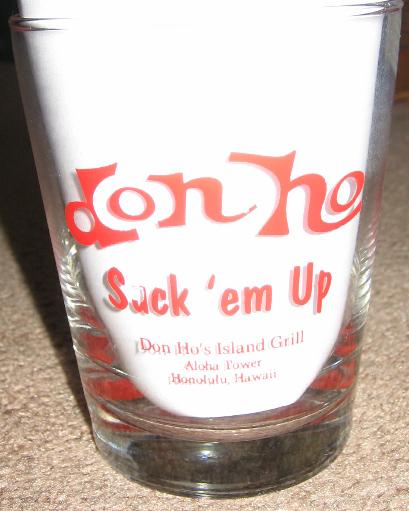 don ho
Suck 'em Up
Don Ho's Island Grill
Aloha Tower
Honolulu, Hawaii